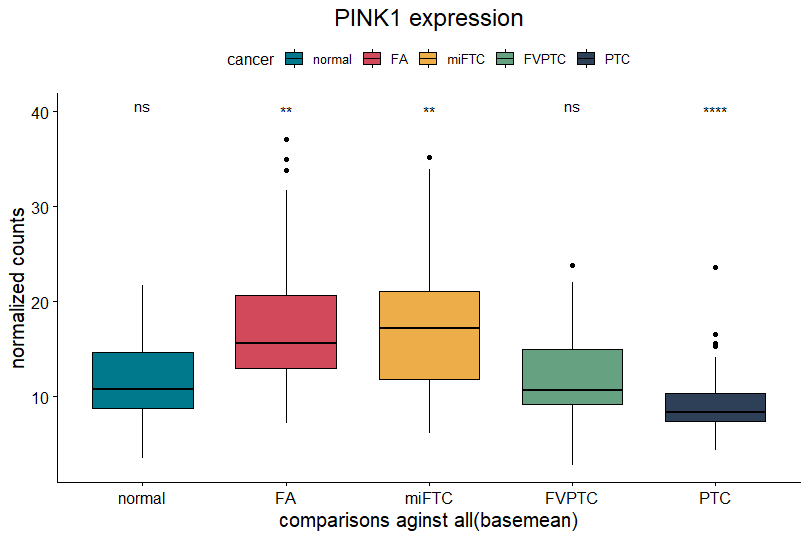 PINK1 expression
cancer normal FA miFTC FVPTC PTC
ns ** ** ns ****
40
30
20
10
normalized counts
normal FA miFTC FVPTC PTC
comparisons aginst all(basemean)